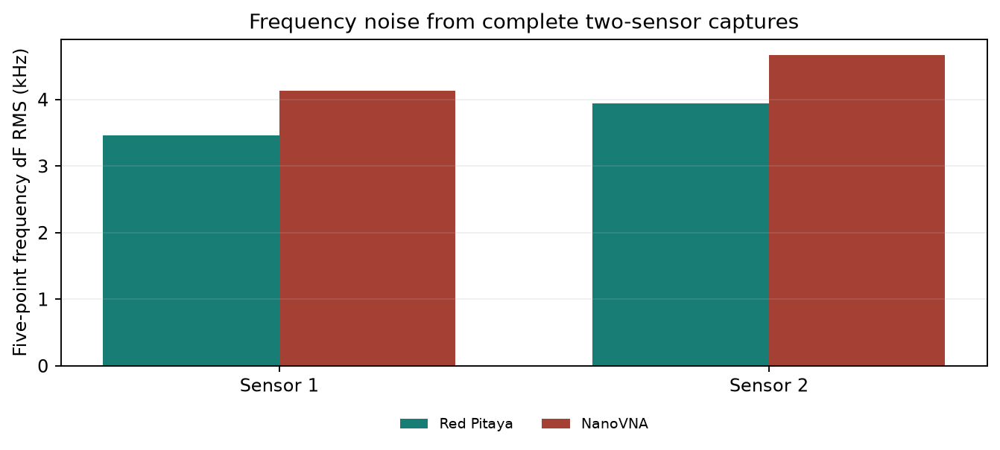 Frequency noise from complete two-sensor captures
Five-point frequency dF RMS (kHz)
4
3
2
1
0
Sensor 1 Sensor 2
Red Pitaya NanoVNA